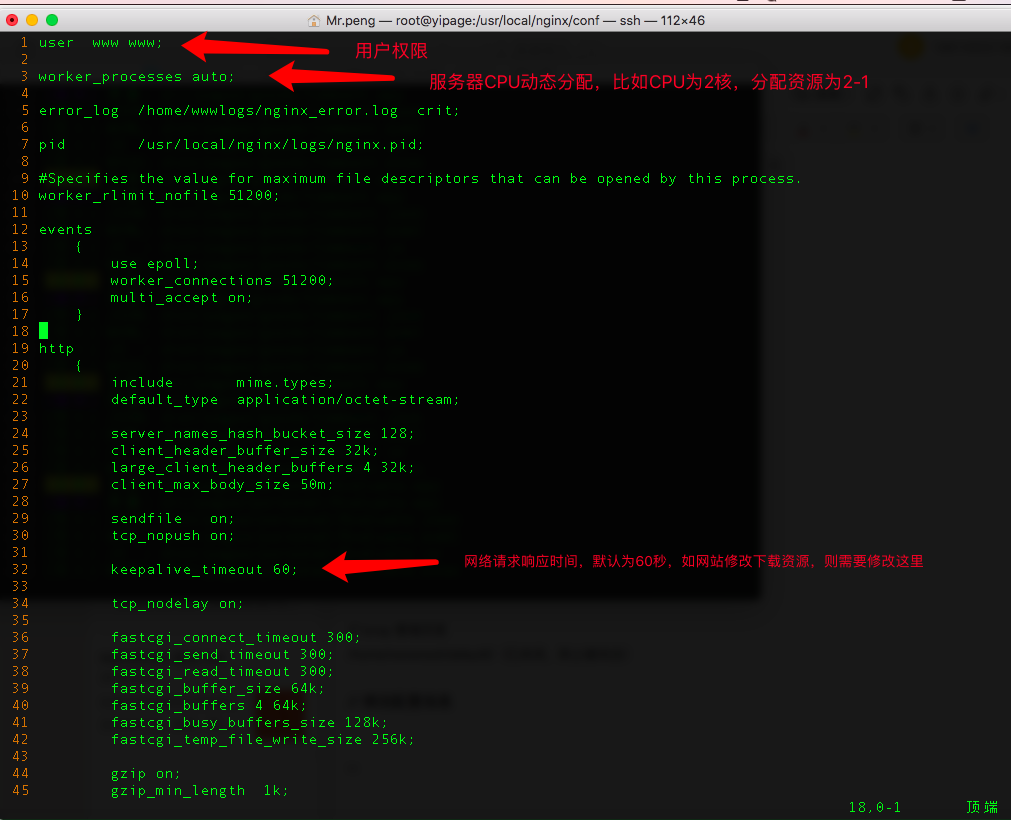 Mr.peng — root@yipage:/usr/local/nginx/conf — ssh — 112×46
1 user  www www;
用户权限
2
3 worker_processes auto;
服务器CPU动态分配，比如CPU为2核，分配资源为2-1
4
5 error_log  /home/wwwlogs/nginx_error.log  crit;
6
7 pid        /usr/local/nginx/logs/nginx.pid;
8
9 #Specifies the value for maximum file descriptors that can be opened by this process.
10 worker_rlimit_nofile 51200;
11
12 events
13     {
14         use epoll;
15         worker_connections 51200;
16         multi_accept on;
17     }
18
19 http
20     {
21         include       mime.types;
22         default_type  application/octet-stream;
23
24         server_names_hash_bucket_size 128;
25         client_header_buffer_size 32k;
26         large_client_header_buffers 4 32k;
27         client_max_body_size 50m;
28
29         sendfile   on;
30         tcp_nopush on;
31
32         keepalive_timeout 60;
网络请求响应时间，默认为60秒，如网站修改下载资源，则需要修改这里
33
34         tcp_nodelay on;
35
36         fastcgi_connect_timeout 300;
37         fastcgi_send_timeout 300;
38         fastcgi_read_timeout 300;
39         fastcgi_buffer_size 64k;
40         fastcgi_buffers 4 64k;
41         fastcgi_busy_buffers_size 128k;
42         fastcgi_temp_file_write_size 256k;
43
44         gzip on;
45         gzip_min_length  1k;
18,0-1 顶端